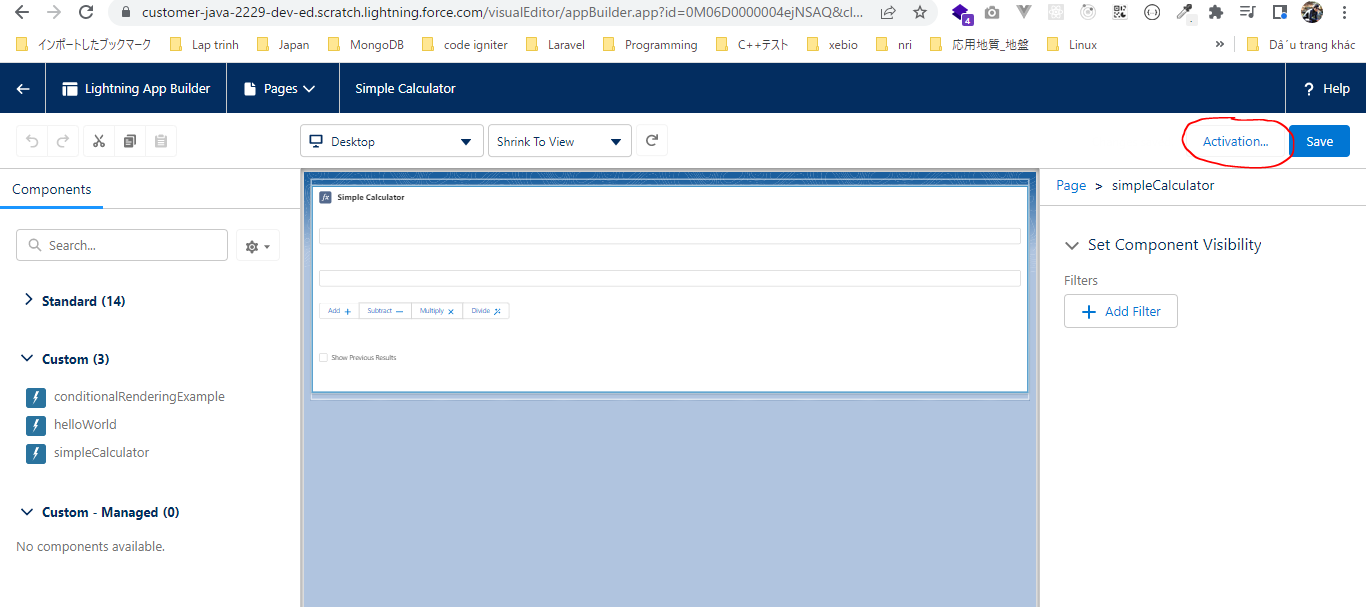 customer-java-2229-dev-ed.scratch.lightning.force.com/visualEditor/appBuilder.app?id=0M06D0000004ejNSAQ&cl...
4
インポートしたブックマーク Lap trinh Japan MongoDB code igniter Laravel Programming C++テスト xebio nri 応用地質_地盤 Linux » Dấu trang khác
Lightning App Builder Pages Simple Calculator ? Help
Desktop Shrink To View Activation... Save
Components
Page > simpleCalculator
Simple Calculator
Search...
Set Component Visibility
Filters
Add Filter
Standard (14)
Add + Subtract — Multiply × Divide
Show Previous Results
Custom (3)
conditionalRenderingExample
helloWorld
simpleCalculator
Custom - Managed (0)
No components available.